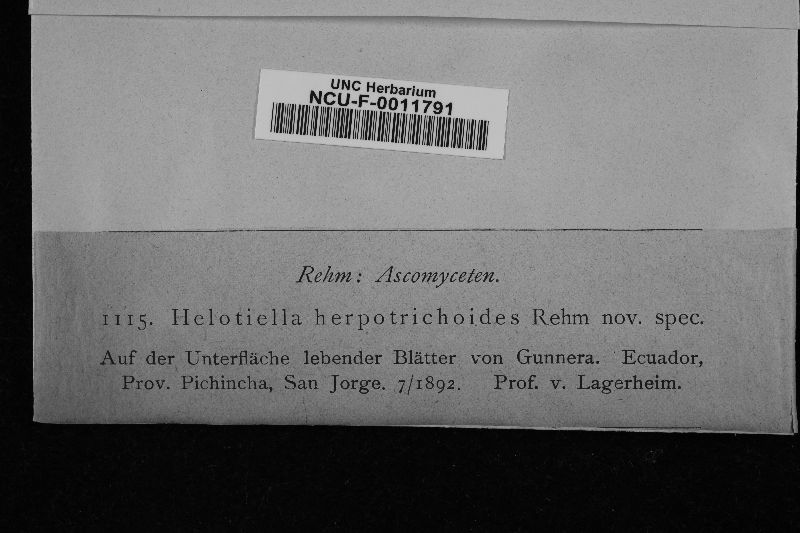 UNC Herbarium
NCU-F-0011791
Rehm: Ascomyceten.
1115. Helotiella herpotrichoides Rehm nov. spec.
Auf der Unterfläche lebender Blätter von Gunnera. Ecuador,
Prov. Pichincha, San Jorge. 7/1892. Prof. v. Lagerheim.